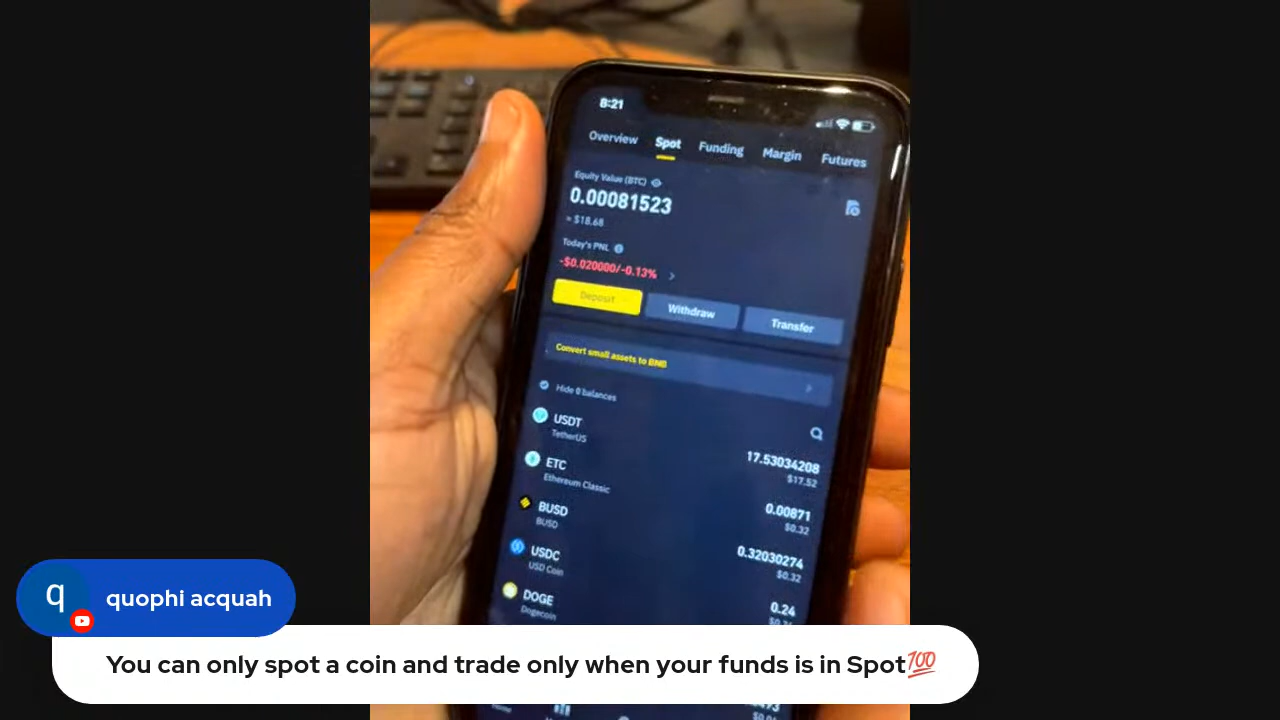 8:21
Overview Spot Funding Margin Futures
Equity Value (BTC)
0.00081523
≈ $18.68
Today's PNL
-$0.020000/-0.13%
Deposit Withdraw Transfer
Convert small assets to BNB
Hide 0 balances
USDT 17.53034208
TetherUS $17.52
ETC 0.00871
Ethereum Classic $0.32
BUSD 0.32030274
BUSD $0.32
USDC 0.24
USD Coin
DOGE
Dogecoin
q quophi acquah
You can only spot a coin and trade only when your funds is in Spot💯